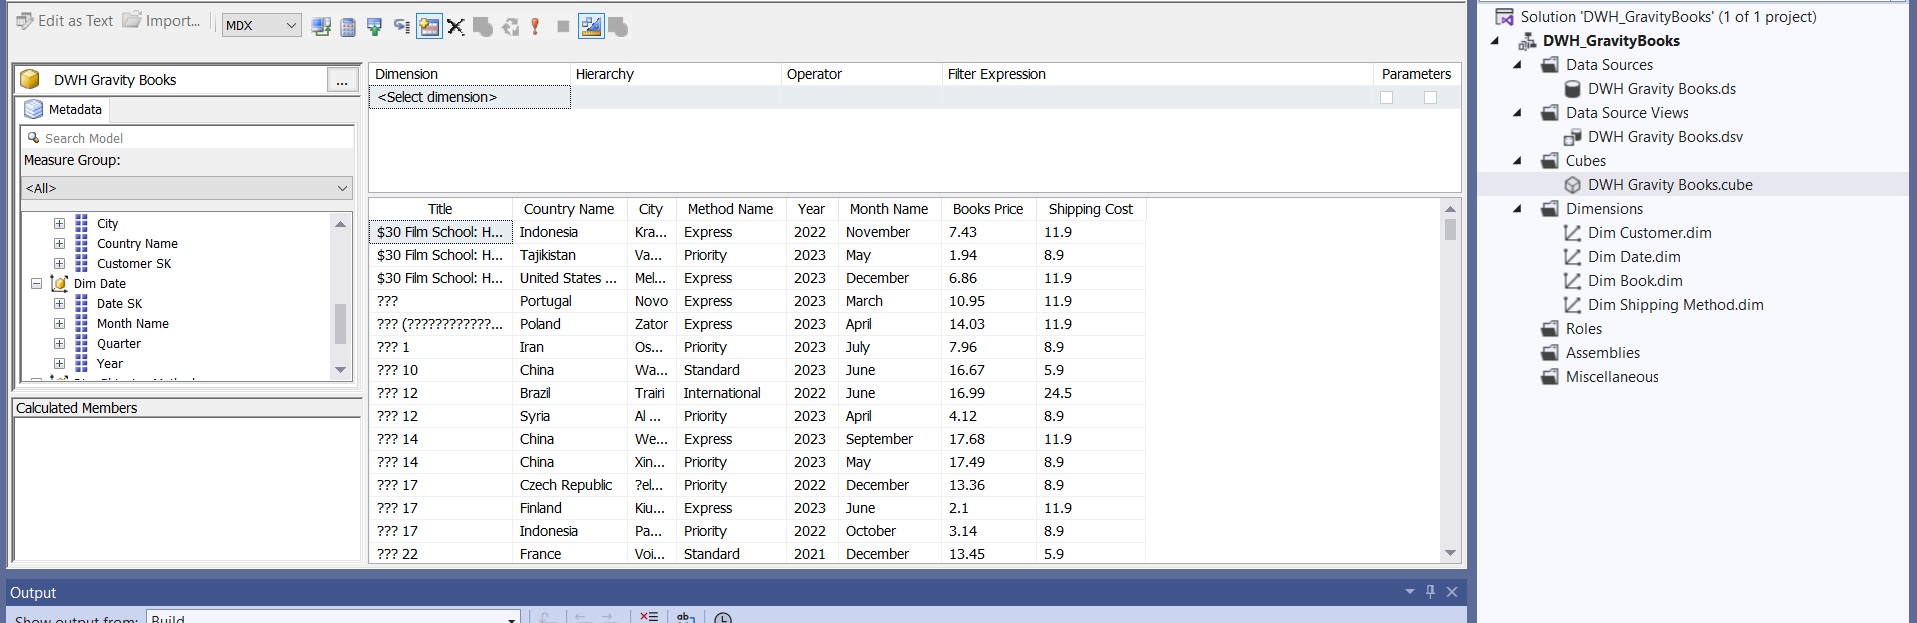 Edit as Text Import... MDX
DWH Gravity Books ...
Metadata
Search Model
Measure Group:
<All>
City
Country Name
Customer SK
Dim Date
Date SK
Month Name
Quarter
Year
Calculated Members
Dimension Hierarchy Operator Filter Expression Parameters
<Select dimension>
Title Country Name City Method Name Year Month Name Books Price Shipping Cost
$30 Film School: H... Indonesia Kra... Express 2022 November 7.43 11.9
$30 Film School: H... Tajikistan Va... Priority 2023 May 1.94 8.9
$30 Film School: H... United States ... Mel... Express 2023 December 6.86 11.9
??? Portugal Novo Express 2023 March 10.95 11.9
??? (????????????... Poland Zator Express 2023 April 14.03 11.9
??? 1 Iran Os... Priority 2023 July 7.96 8.9
??? 10 China Wa... Standard 2023 June 16.67 5.9
??? 12 Brazil Trairi International 2022 June 16.99 24.5
??? 12 Syria Al ... Priority 2023 April 4.12 8.9
??? 14 China We... Express 2023 September 17.68 11.9
??? 14 China Xin... Priority 2023 May 17.49 8.9
??? 17 Czech Republic ?el... Priority 2022 December 13.36 8.9
??? 17 Finland Kiu... Express 2023 June 2.1 11.9
??? 17 Indonesia Pa... Priority 2022 October 3.14 8.9
??? 22 France Voi... Standard 2021 December 13.45 5.9
Output
Show output from: Build
Solution 'DWH_GravityBooks' (1 of 1 project)
DWH_GravityBooks
Data Sources
DWH Gravity Books.ds
Data Source Views
DWH Gravity Books.dsv
Cubes
DWH Gravity Books.cube
Dimensions
Dim Customer.dim
Dim Date.dim
Dim Book.dim
Dim Shipping Method.dim
Roles
Assemblies
Miscellaneous